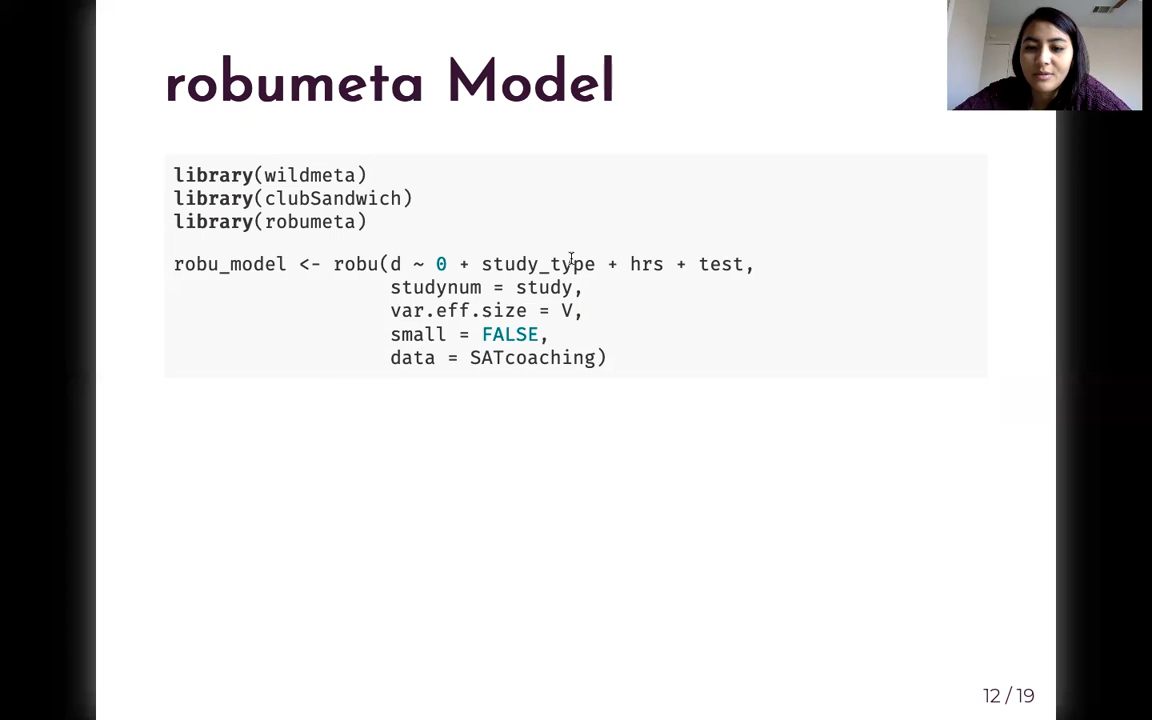 robumeta Model
library(wildmeta)
library(clubSandwich)
library(robumeta)
robu_model <- robu(d ~ 0 + study_type + hrs + test,
studynum = study,
var.eff.size = V,
small = FALSE,
data = SATcoaching)
12 / 19